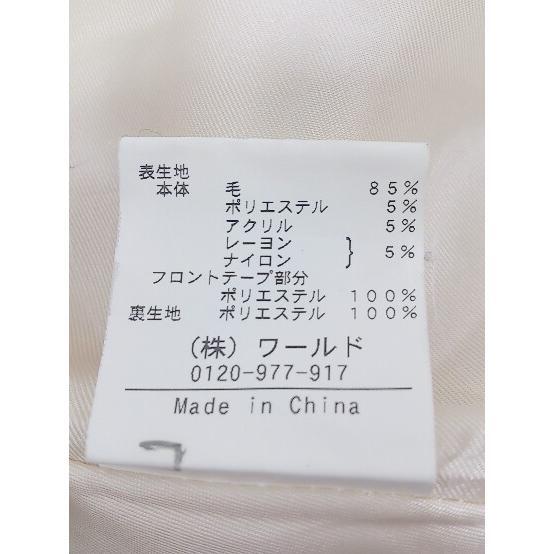 表生地
本体 毛 85%
ポリエステル 5%
アクリル 5%
レーヨン
ナイロン } 5%
フロントテープ部分
ポリエステル 100%
裏生地 ポリエステル 100%
(株) ワールド
0120-977-917
Made in China